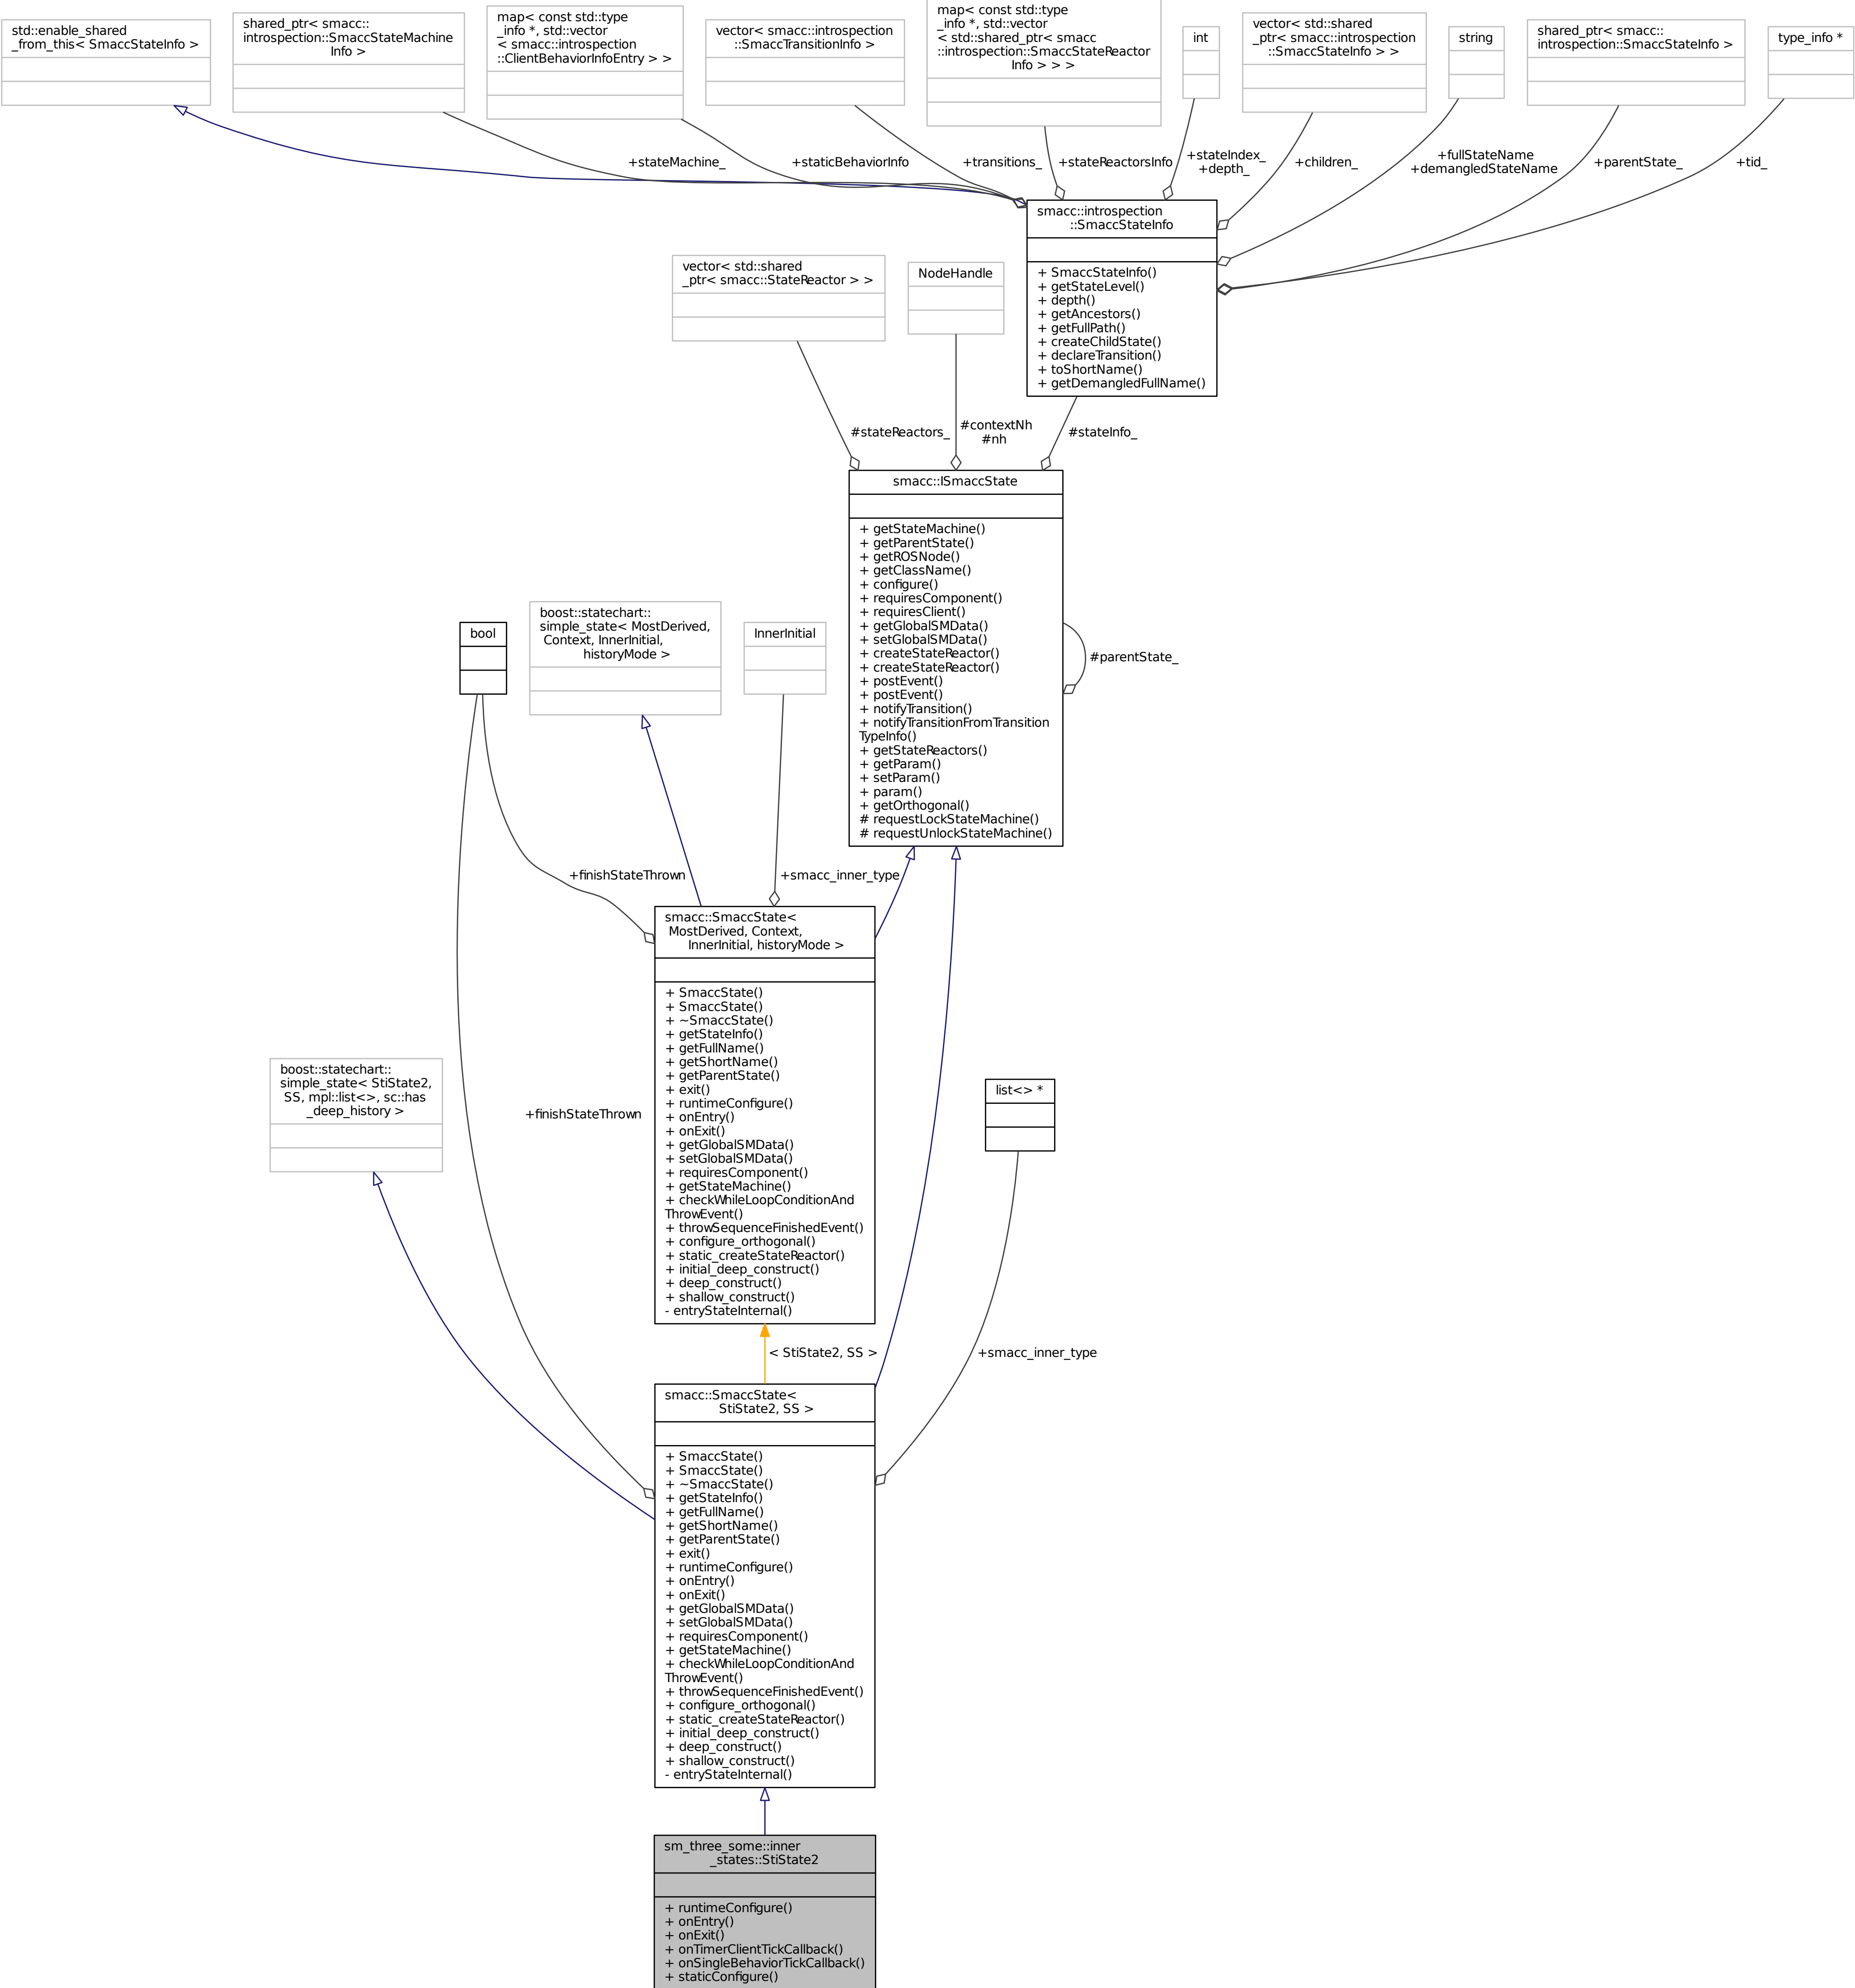 std::enable_shared
_from_this< SmaccStateInfo >
shared_ptr< smacc::
introspection::SmaccStateMachine
Info >
map< const std::type
_info *, std::vector
< smacc::introspection
::ClientBehaviorInfoEntry > >
vector< smacc::introspection
::SmaccTransitionInfo >
map< const std::type
_info *, std::vector
< std::shared_ptr< smacc
::introspection::SmaccStateReactor
Info > > >
int
vector< std::shared
_ptr< smacc::introspection
::SmaccStateInfo > >
string
shared_ptr< smacc::
introspection::SmaccStateInfo >
type_info *
+stateMachine_
+staticBehaviorInfo
+transitions_
+stateReactorsInfo
+stateIndex_
+depth_
+children_
+fullStateName
+demangledStateName
+parentState_
+tid_
smacc::introspection
::SmaccStateInfo
+ SmaccStateInfo()
+ getStateLevel()
+ depth()
+ getAncestors()
+ getFullPath()
+ createChildState()
+ declareTransition()
+ toShortName()
+ getDemangledFullName()
vector< std::shared
_ptr< smacc::StateReactor > >
NodeHandle
#stateReactors_
#contextNh
#nh
#stateInfo_
smacc::ISmaccState
+ getStateMachine()
+ getParentState()
+ getROSNode()
+ getClassName()
+ configure()
+ requiresComponent()
+ requiresClient()
+ getGlobalSMData()
+ setGlobalSMData()
+ createStateReactor()
+ createStateReactor()
+ postEvent()
+ postEvent()
+ notifyTransition()
+ notifyTransitionFromTransition
TypeInfo()
+ getStateReactors()
+ getParam()
+ setParam()
+ param()
+ getOrthogonal()
# requestLockStateMachine()
# requestUnlockStateMachine()
#parentState_
bool
boost::statechart::
simple_state< MostDerived,
Context, InnerInitial,
historyMode >
InnerInitial
+finishStateThrown
+smacc_inner_type
smacc::SmaccState<
MostDerived, Context,
InnerInitial, historyMode >
+ SmaccState()
+ SmaccState()
+ ~SmaccState()
+ getStateInfo()
+ getFullName()
+ getShortName()
+ getParentState()
+ exit()
+ runtimeConfigure()
+ onEntry()
+ onExit()
+ getGlobalSMData()
+ setGlobalSMData()
+ requiresComponent()
+ getStateMachine()
+ checkWhileLoopConditionAnd
ThrowEvent()
+ throwSequenceFinishedEvent()
+ configure_orthogonal()
+ static_createStateReactor()
+ initial_deep_construct()
+ deep_construct()
+ shallow_construct()
- entryStateInternal()
boost::statechart::
simple_state< StiState2,
SS, mpl::list<>, sc::has
_deep_history >
+finishStateThrown
list<> *
< StiState2, SS >
+smacc_inner_type
smacc::SmaccState<
StiState2, SS >
+ SmaccState()
+ SmaccState()
+ ~SmaccState()
+ getStateInfo()
+ getFullName()
+ getShortName()
+ getParentState()
+ exit()
+ runtimeConfigure()
+ onEntry()
+ onExit()
+ getGlobalSMData()
+ setGlobalSMData()
+ requiresComponent()
+ getStateMachine()
+ checkWhileLoopConditionAnd
ThrowEvent()
+ throwSequenceFinishedEvent()
+ configure_orthogonal()
+ static_createStateReactor()
+ initial_deep_construct()
+ deep_construct()
+ shallow_construct()
- entryStateInternal()
sm_three_some::inner
_states::StiState2
+ runtimeConfigure()
+ onEntry()
+ onExit()
+ onTimerClientTickCallback()
+ onSingleBehaviorTickCallback()
+ staticConfigure()